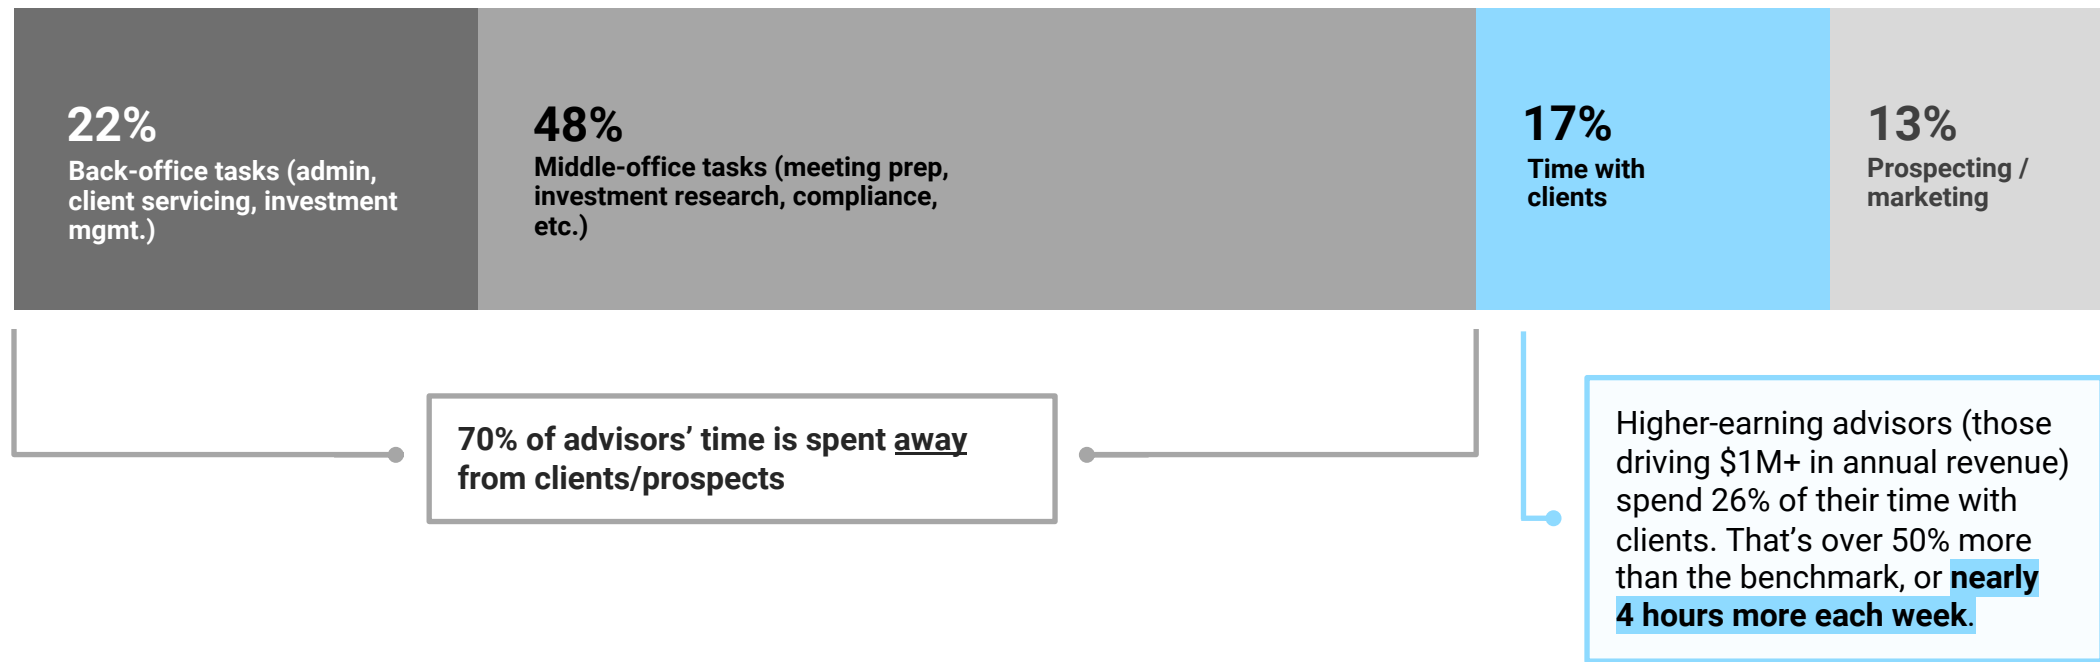 22%
Back-office tasks (admin,
client servicing, investment
mgmt.)
48%
Middle-office tasks (meeting prep,
investment research, compliance,
etc.)
17%
Time with
clients
13%
Prospecting /
marketing
70% of advisors’ time is spent away
from clients/prospects
Higher-earning advisors (those
driving $1M+ in annual revenue)
spend 26% of their time with
clients. That’s over 50% more
than the benchmark, or nearly
4 hours more each week.